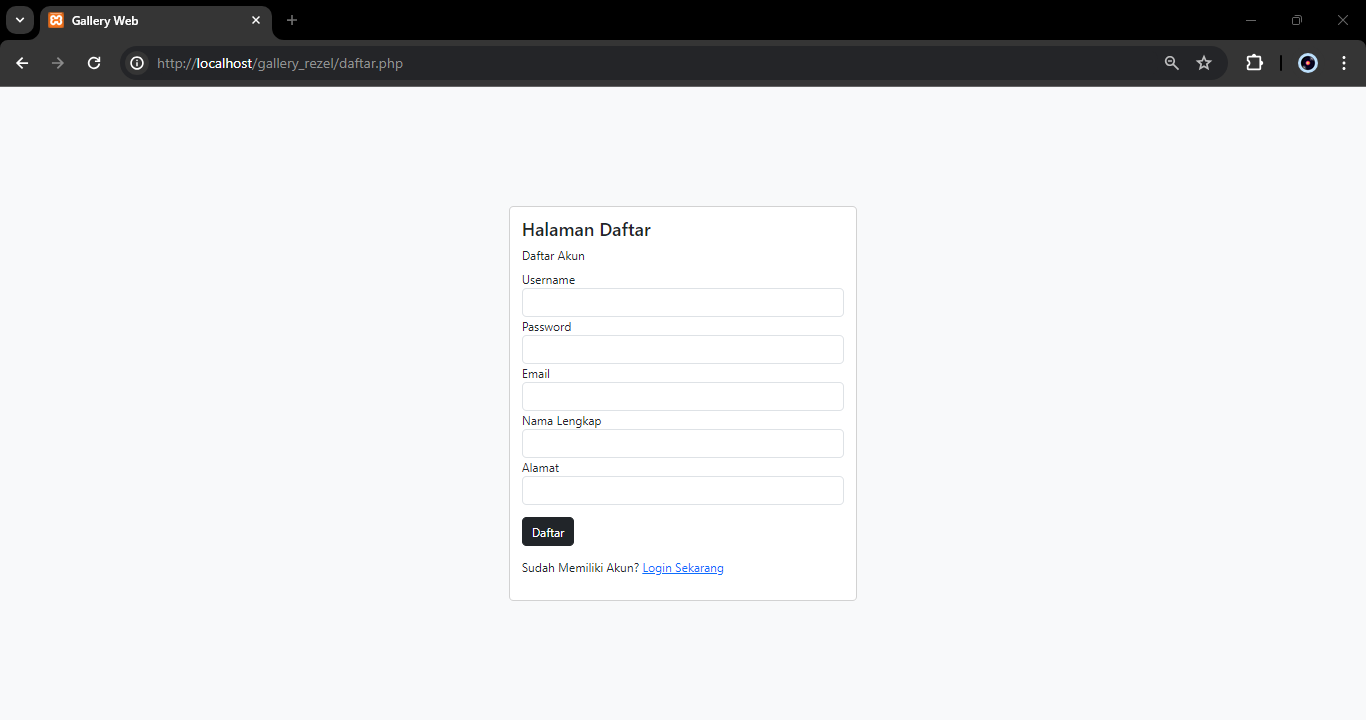 Gallery Web
http://localhost/gallery_rezel/daftar.php
Halaman Daftar
Daftar Akun
Username
Password
Email
Nama Lengkap
Alamat
Daftar
Sudah Memiliki Akun? Login Sekarang